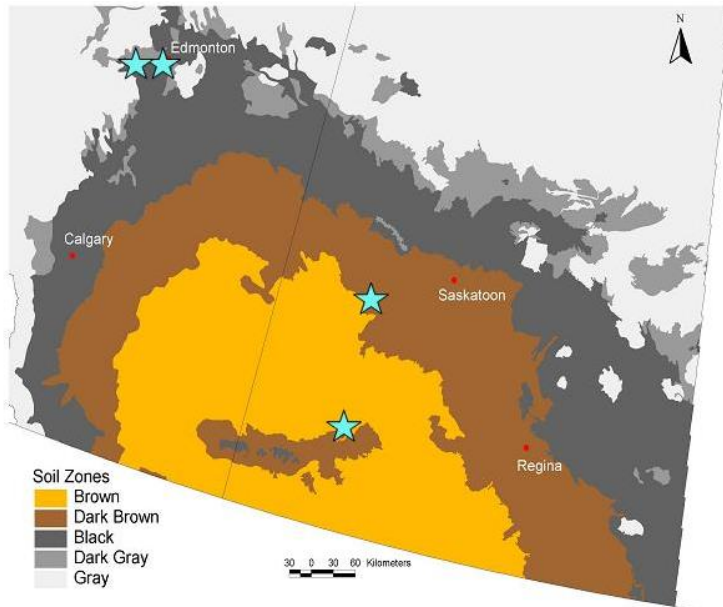 N
Edmonton
Calgary
Saskatoon
Regina
Soil Zones
Brown
Dark Brown
Black
Dark Gray
Gray
30 0 30 60 Kilometers